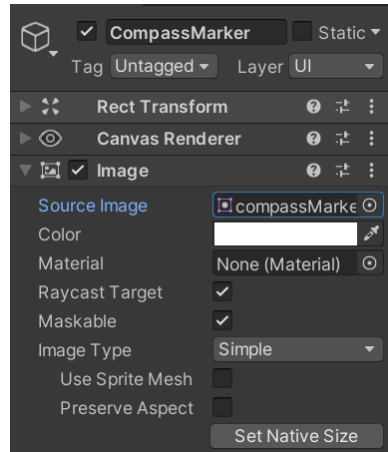 CompassMarker Static
Tag Untagged Layer UI
Rect Transform
Canvas Renderer
Image
Source Image compassMarke
Color
Material None (Material)
Raycast Target
Maskable
Image Type Simple
Use Sprite Mesh
Preserve Aspect
Set Native Size